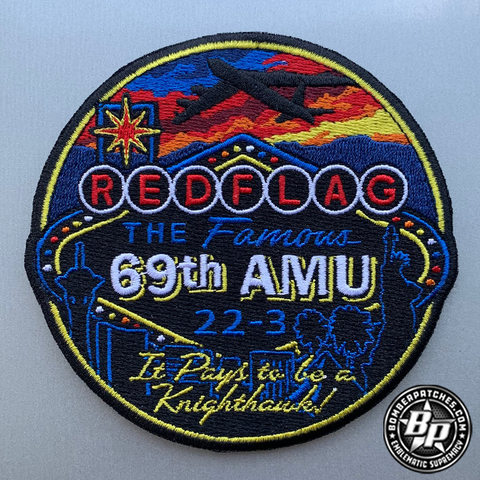 REDFLAG
THE Famous
69th AMU
22-3
It Pays to be a
Knighthawk!
BOMBERPATCHES.COM
BP
EMBLEMATIC SUPREMACY